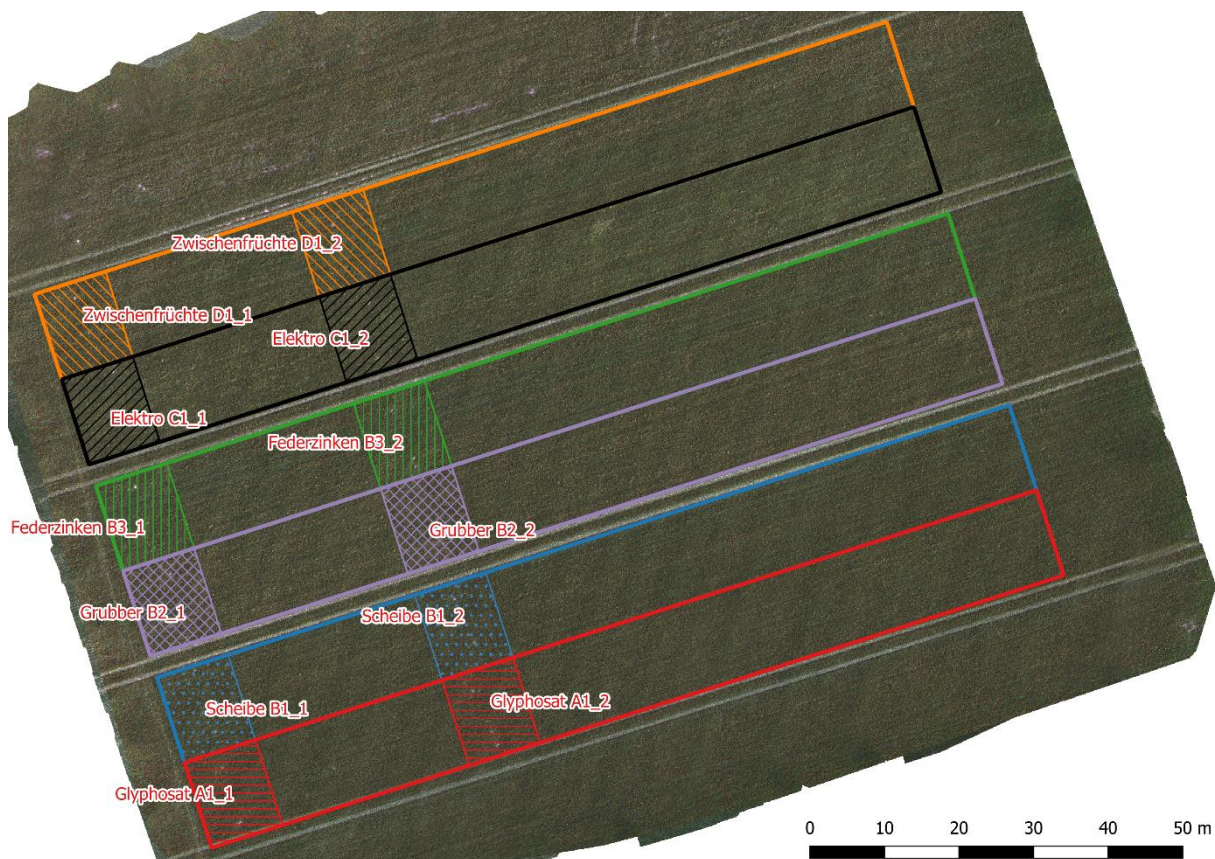 Zwischenfrüchte D1_2
Zwischenfrüchte D1_1
Elektro C1_2
Elektro C1_1
Federzinken B3_2
Federzinken B3_1
Grubber B2_2
Grubber B2_1
Scheibe B1_2
Scheibe B1_1
Glyphosat A1_2
Glyphosat A1_1
0 10 20 30 40 50 m